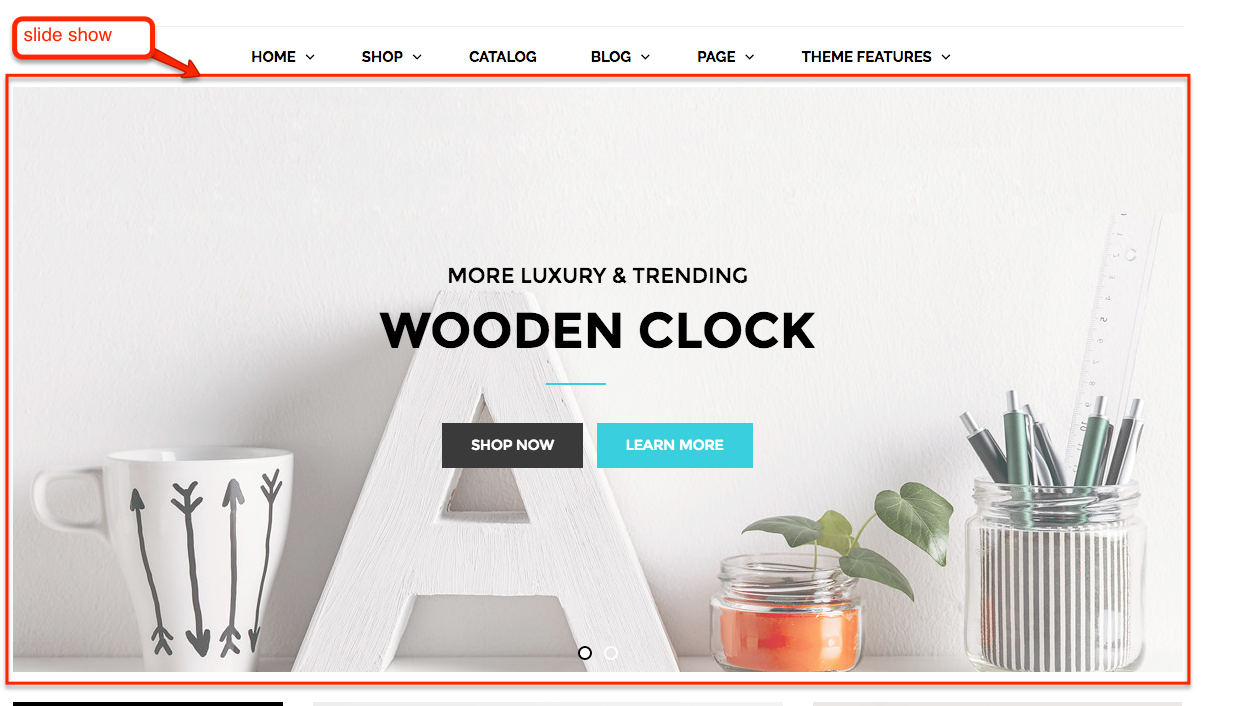 slide show
HOME SHOP CATALOG BLOG PAGE THEME FEATURES
MORE LUXURY & TRENDING
WOODEN CLOCK
SHOP NOW LEARN MORE